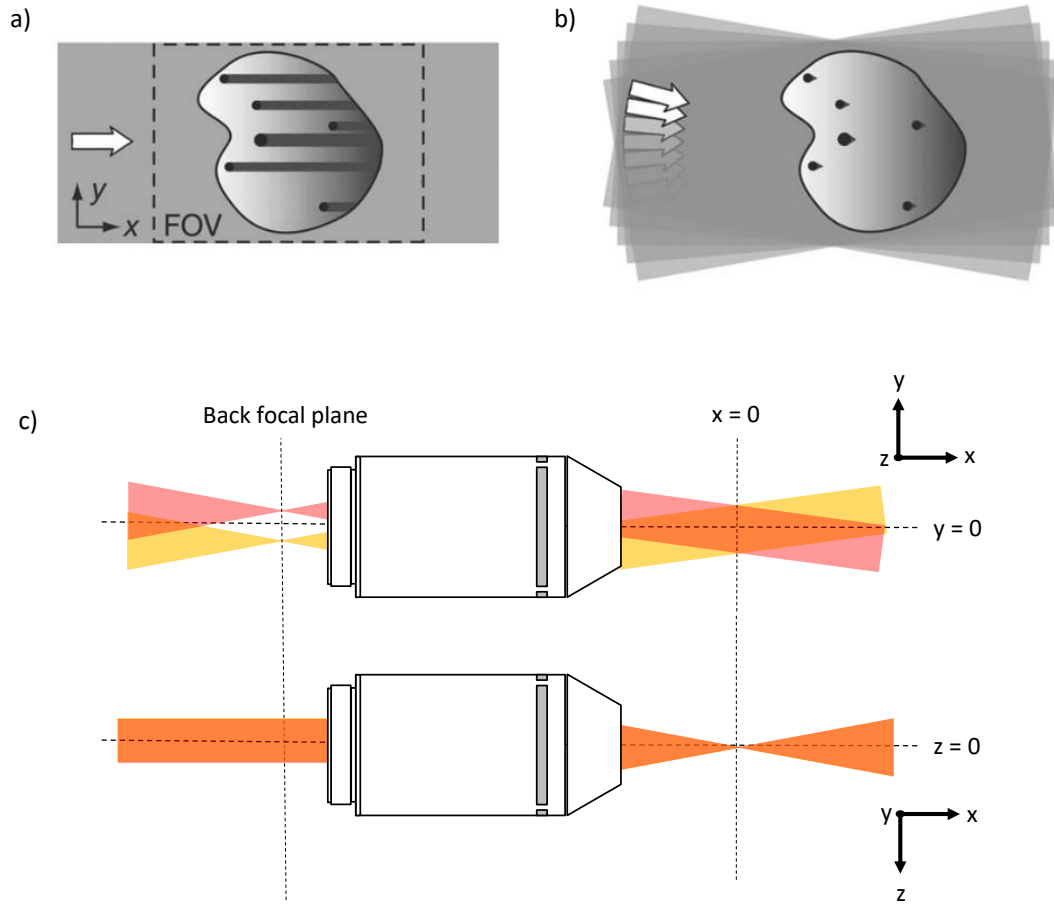 a)
b)
y
x
FOV
c)
Back focal plane
x = 0
y
z
x
y = 0
z = 0
y
x
z